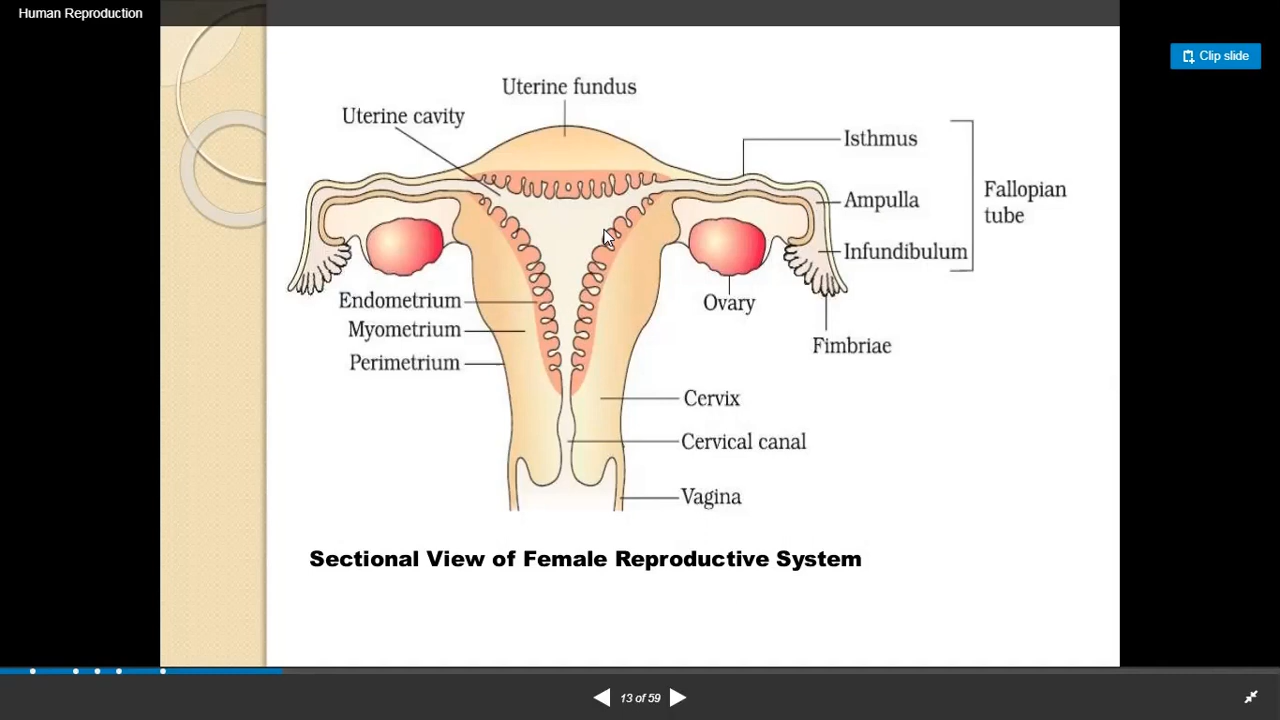 Human Reproduction
Clip slide
Uterine fundus
Uterine cavity
Isthmus
Ampulla
Fallopian
tube
Infundibulum
Endometrium
Myometrium
Perimetrium
Ovary
Fimbriae
Cervix
Cervical canal
Vagina
Sectional View of Female Reproductive System
13 of 59